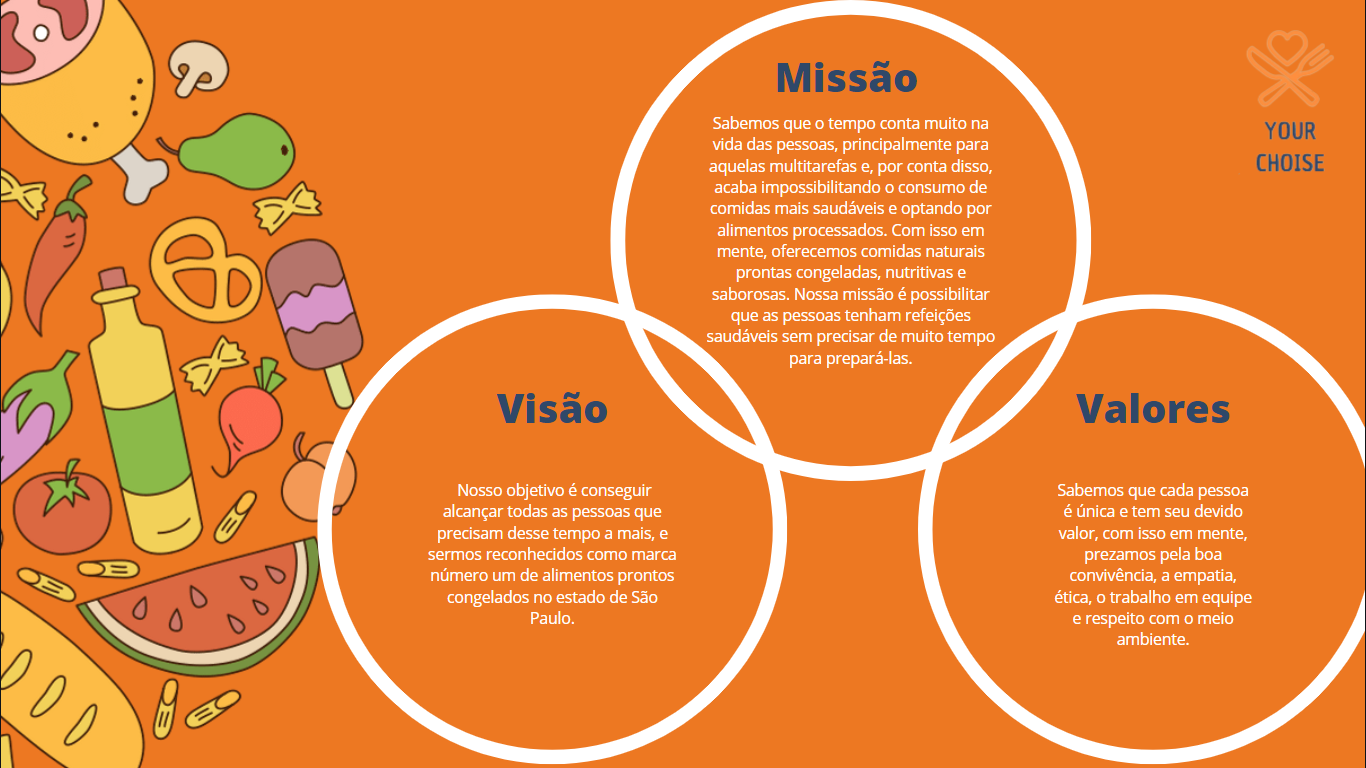 Missão
Sabemos que o tempo conta muito na
vida das pessoas, principalmente para
aquelas multitarefas e, por conta disso,
acaba impossibilitando o consumo de
comidas mais saudáveis e optando por
alimentos processados. Com isso em
mente, oferecemos comidas naturais
prontas congeladas, nutritivas e
saborosas. Nossa missão é possibilitar
que as pessoas tenham refeições
saudáveis sem precisar de muito tempo
para prepará-las.
YOUR
CHOISE
Visão
Nosso objetivo é conseguir
alcançar todas as pessoas que
precisam desse tempo a mais, e
sermos reconhecidos como marca
número um de alimentos prontos
congelados no estado de São
Paulo.
Valores
Sabemos que cada pessoa
é única e tem seu devido
valor, com isso em mente,
prezamos pela boa
convivência, a empatia,
ética, o trabalho em equipe
e respeito com o meio
ambiente.